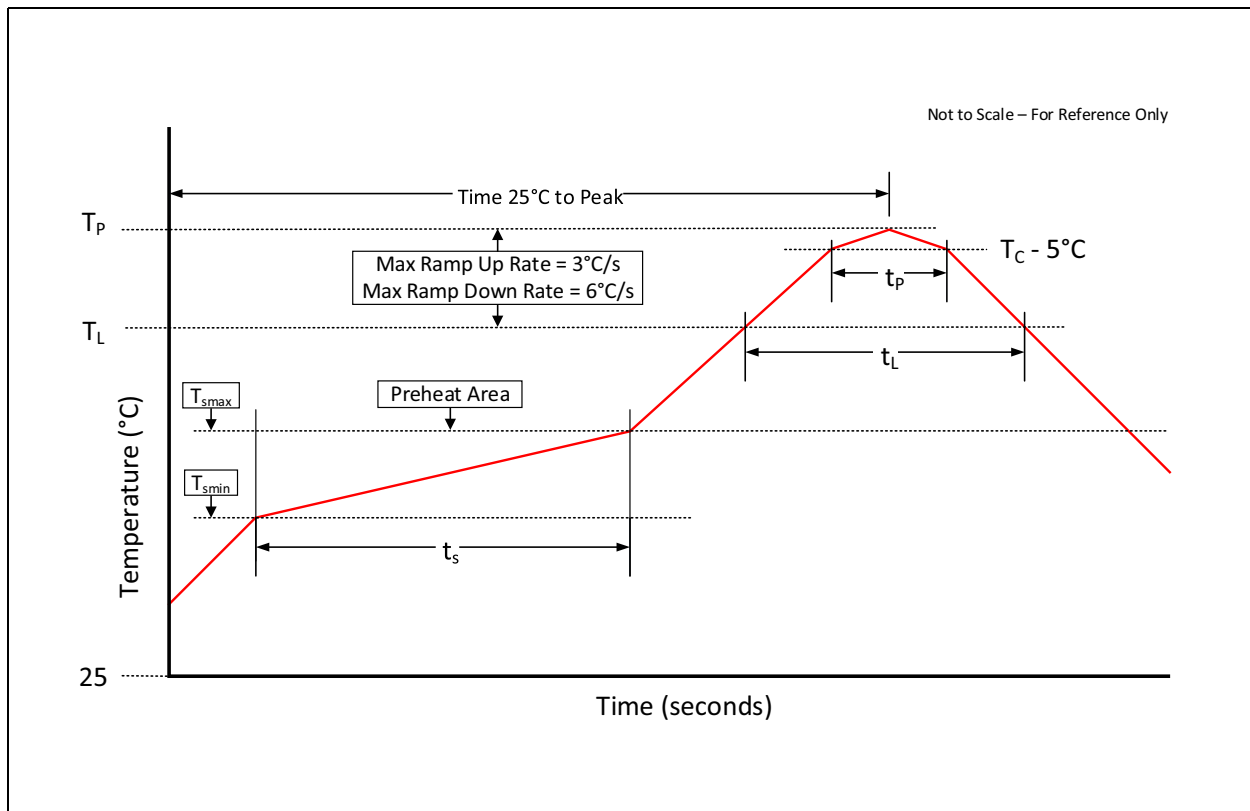 Not to Scale – For Reference Only
Time 25°C to Peak
TP
Max Ramp Up Rate = 3°C/s
Max Ramp Down Rate = 6°C/s
TC - 5°C
tP
TL
tL
Tsmax
Preheat Area
Tsmin
ts
Temperature (°C)
25
Time (seconds)